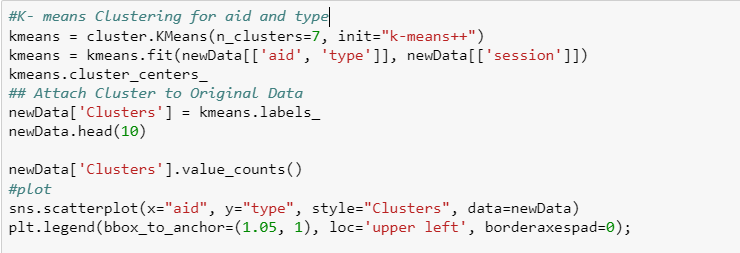 #K- means Clustering for aid and type
kmeans = cluster.KMeans(n_clusters=7, init="k-means++")
kmeans = kmeans.fit(newData[['aid', 'type']], newData[['session']])
kmeans.cluster_centers_
## Attach Cluster to Original Data
newData['Clusters'] = kmeans.labels_
newData.head(10)
newData['Clusters'].value_counts()
#plot
sns.scatterplot(x="aid", y="type", style="Clusters", data=newData)
plt.legend(bbox_to_anchor=(1.05, 1), loc='upper left', borderaxespad=0);